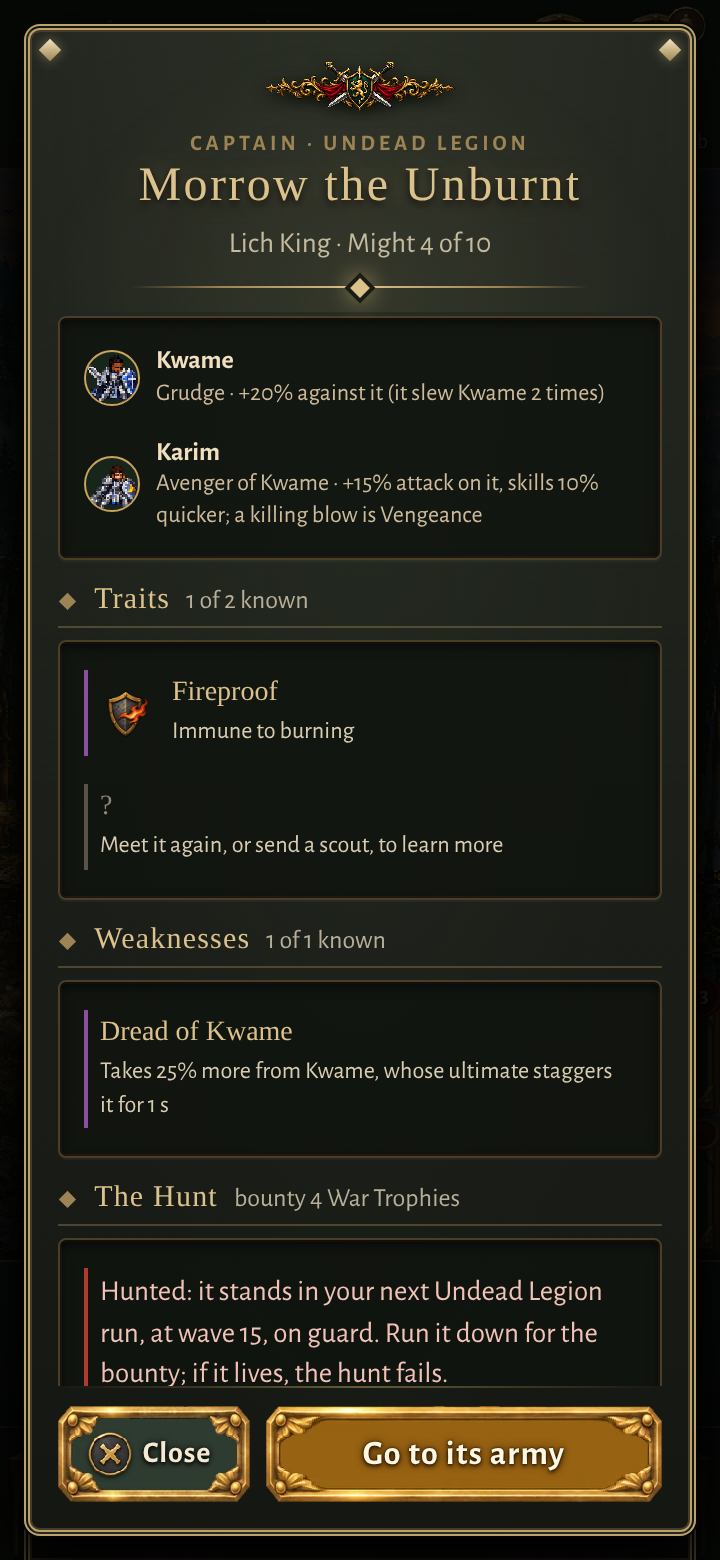 CAPTAIN · UNDEAD LEGION
Morrow the Unburnt
Lich King · Might 4 of 10
Kwame
Grudge · +20% against it (it slew Kwame 2 times)
Karim
Avenger of Kwame · +15% attack on it, skills 10%
quicker; a killing blow is Vengeance
Traits 1 of 2 known
Fireproof
Immune to burning
?
Meet it again, or send a scout, to learn more
Weaknesses 1 of 1 known
Dread of Kwame
Takes 25% more from Kwame, whose ultimate staggers
it for 1 s
The Hunt bounty 4 War Trophies
Hunted: it stands in your next Undead Legion
run, at wave 15, on guard. Run it down for the
bounty; if it lives, the hunt fails.
Close
Go to its army